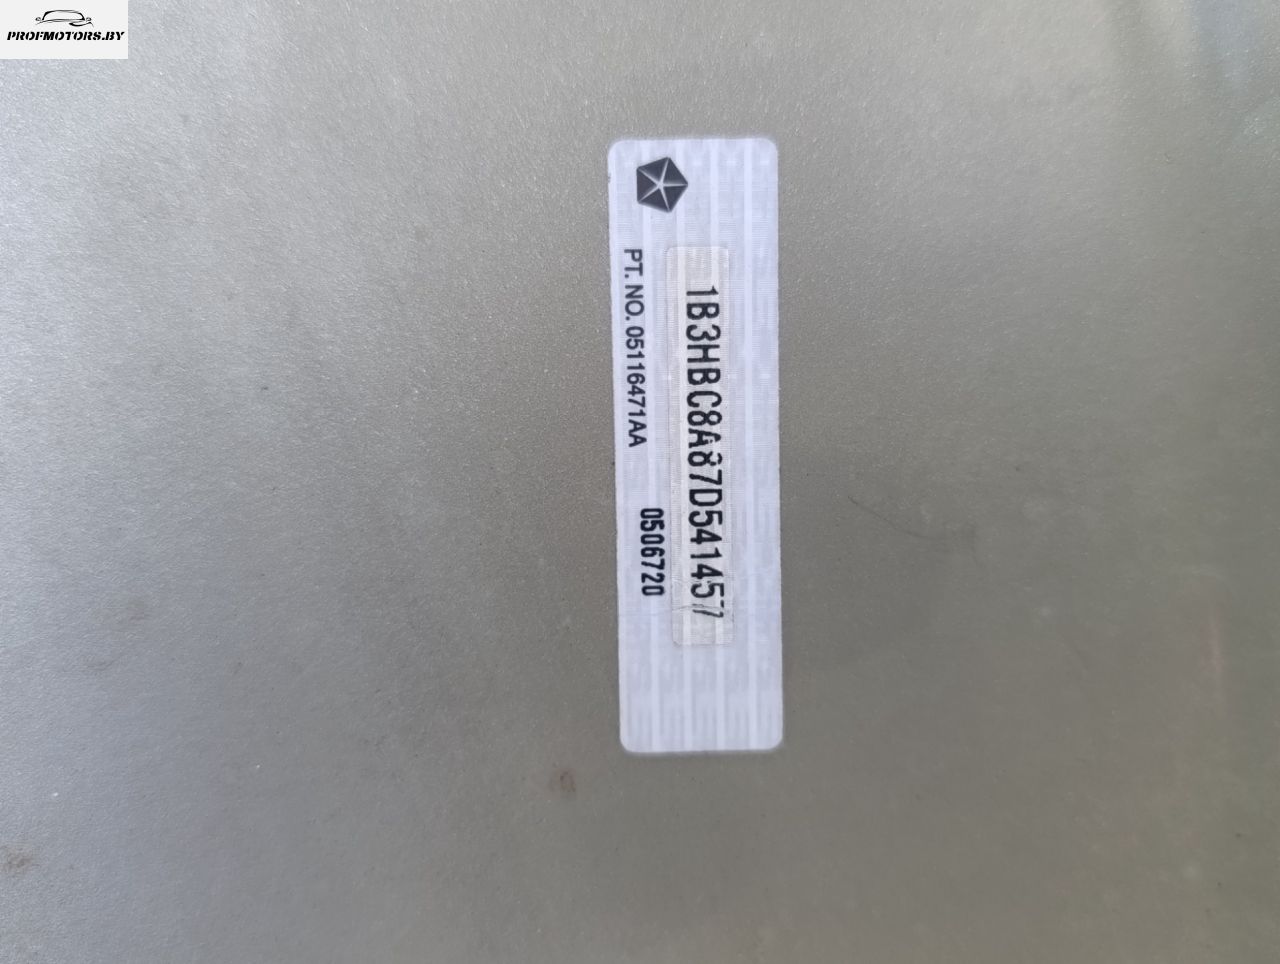 PROFMOTORS.BY
1B3HBC8A87D541457
PT. NO. 05116471AA
0506720